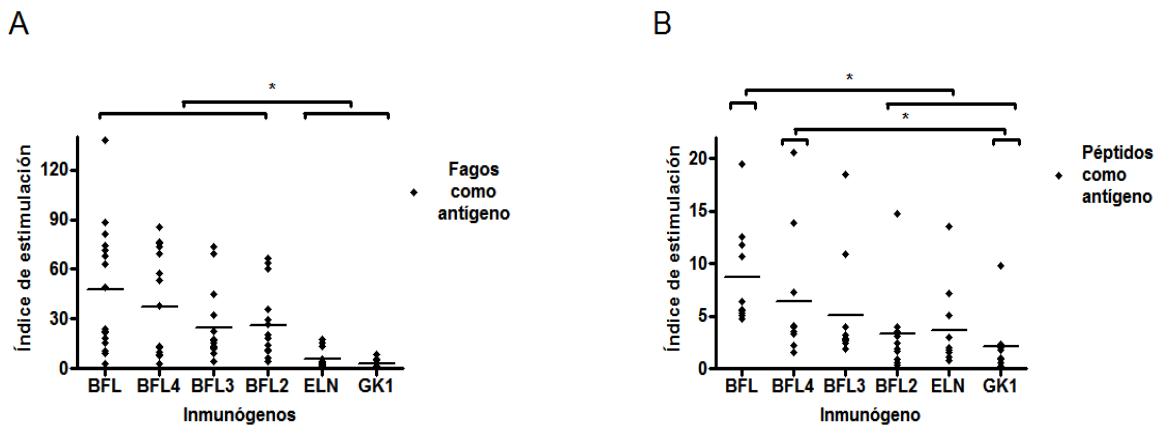 A
*
Índice de estimulación
120
90
60
30
0
BFL BFL4 BFL3 BFL2 ELN GK1
Inmunógenos
Fagos
como
antígeno
B
*
*
Índice de estimulación
20
15
10
5
0
BFL BFL4 BFL3 BFL2 ELN GK1
Inmunógeno
Péptidos
como
antígeno